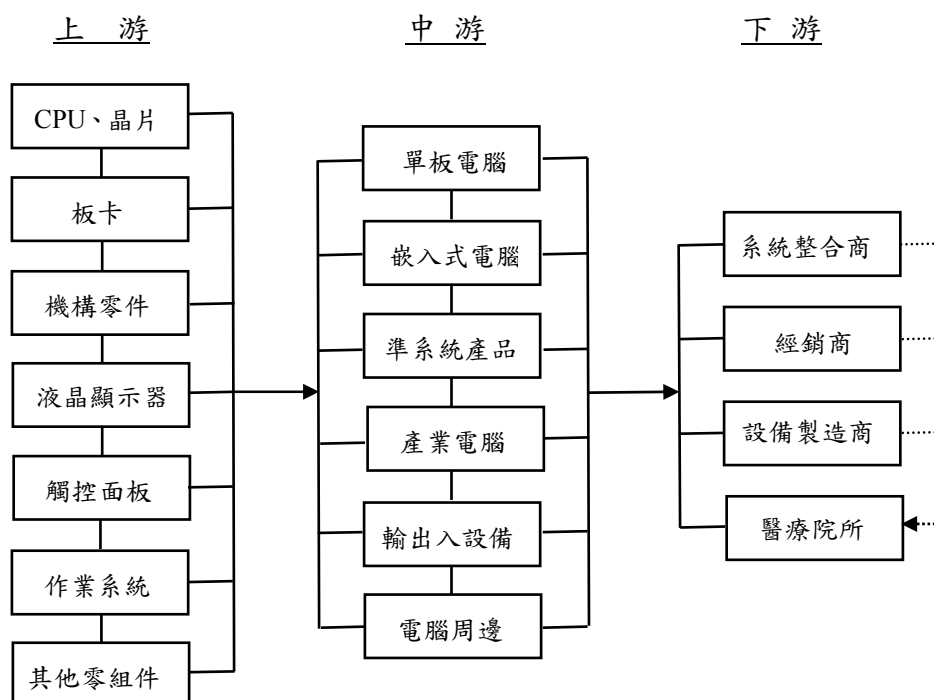 上 游
CPU、晶片
板卡
機構零件
液晶顯示器
觸控面板
作業系統
其他零組件
中 游
單板電腦
嵌入式電腦
準系統產品
產業電腦
輸出入設備
電腦周邊
下 游
系統整合商
經銷商
設備製造商
醫療院所